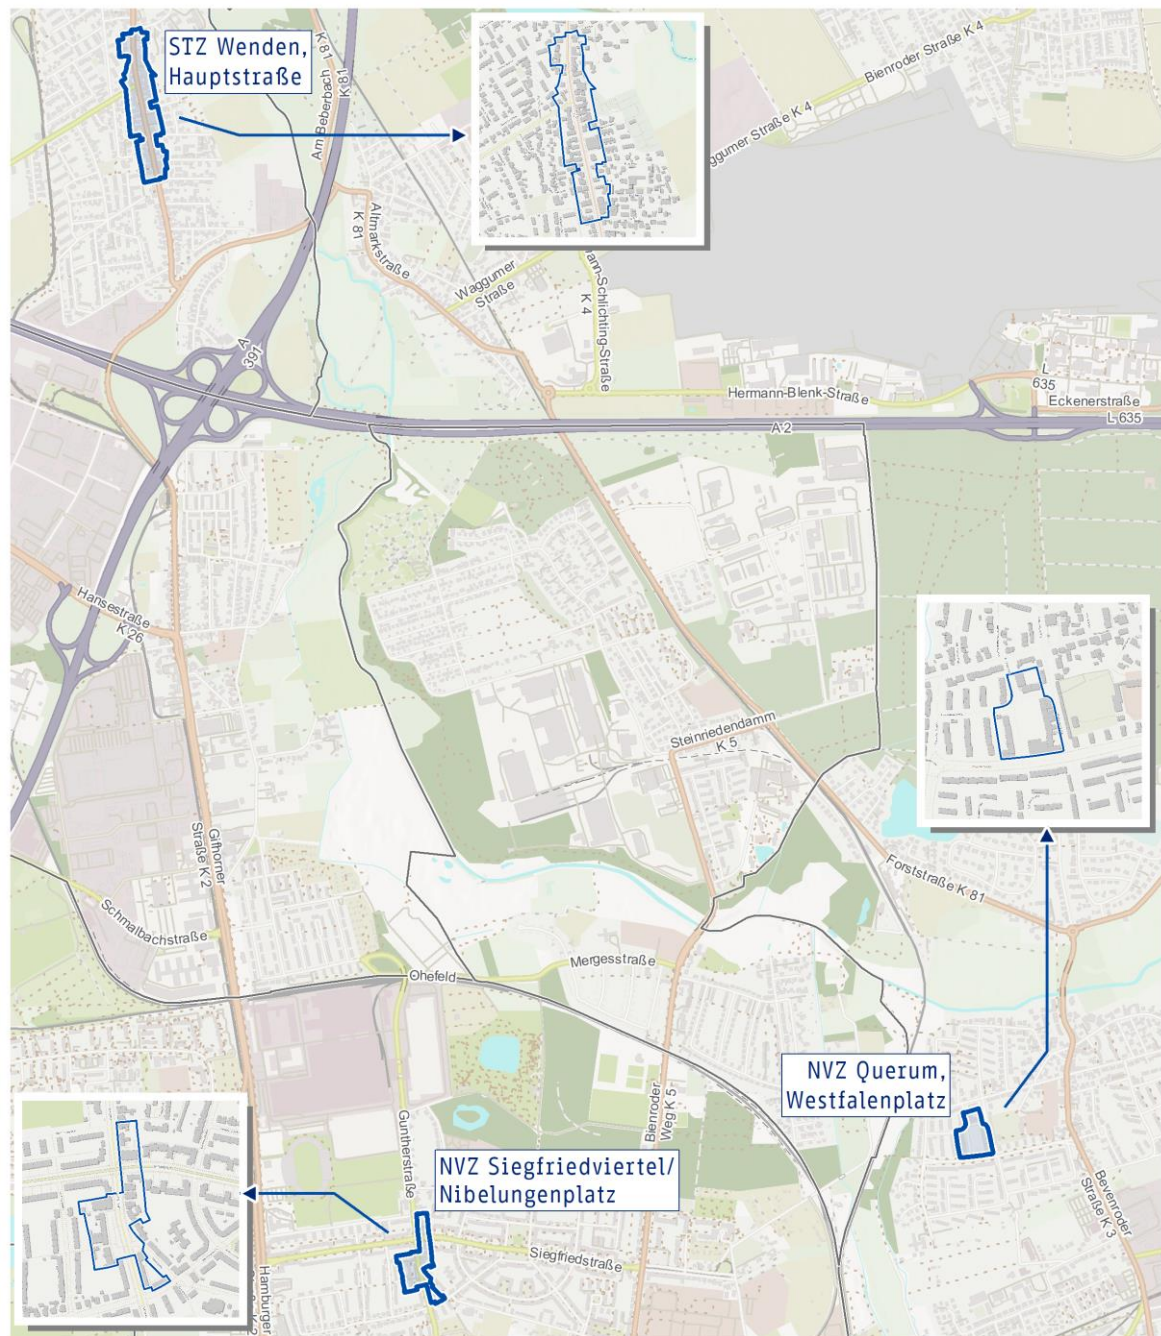 STZ Wenden,
Hauptstraße
K 81
K 81
Am Beberbach
Bienroder Straße K 4
ggumer Straße K 4
Altmarkstraße
K 81
Waggumer
Straße
ann-Schlichting-Straße
K 4
A
391
Hermann-Blenk-Straße
L
635
Eckenerstraße
L 635
A 2
Hansestraße
K 26
Steinriedendamm
K 5
Gifhorner
Straße K 2
Forststraße K 81
Schmalbachstraße
Ohefeld
Mergesstraße
NVZ Querum,
Westfalenplatz
Bienroder
Weg K 5
Guntherstraße
NVZ Siegfriedviertel/
Nibelungenplatz
Siegfriedstraße
Bevenroder
Straße K 3
Hamburger